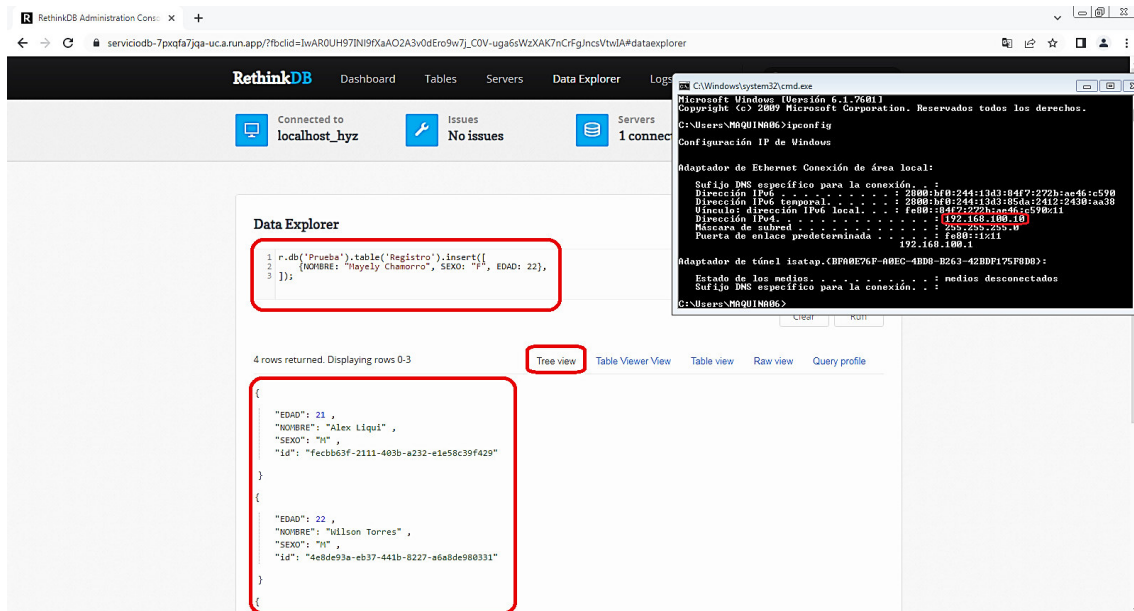 RethinkDB Administration Conso
serviciodb-7pxqfa7jqa-uc.a.run.app/?fbclid=IwAR0UH97INI9fXaAO2A3v0dEro9w7j_C0V-uga6sWzXAK7nCrFgJncsVtwIA#dataexplorer
RethinkDB Dashboard Tables Servers Data Explorer Logs
Connected to
localhost_hyz
Issues
No issues
Servers
1 connec
C:\Windows\system32\cmd.exe
Microsoft Windows [Versión 6.1.7601]
Copyright (c) 2009 Microsoft Corporation. Reservados todos los derechos.
C:\Users\MAQUINA06>ipconfig
Configuración IP de Windows
Adaptador de Ethernet Conexión de área local:
Sufijo DNS específico para la conexión. . :
Dirección IPv6 . . . . . . . . . . : 2800:bf0:244:13d3:84f7:272b:ae46:c590
Dirección IPv6 temporal. . . . . . : 2800:bf0:244:13d3:85da:2412:2430:aa38
Vínculo: dirección IPv6 local. . . : fe80::84f7:272b:ae46:c590%11
Dirección IPv4. . . . . . . . . . . . . . : 192.168.100.10
Máscara de subred . . . . . . . . . . . . : 255.255.255.0
Puerta de enlace predeterminada . . . . . : fe80::1%11
192.168.100.1
Adaptador de túnel isatap.{BFA0E76F-A0EC-4BD8-B263-42BDF175F8D8}:
Estado de los medios. . . . . . . . . . . : medios desconectados
Sufijo DNS específico para la conexión. . :
C:\Users\MAQUINA06>
Data Explorer
1 r.db('Prueba').table('Registro').insert([
2 {NOMBRE: "Mayely Chamorro", SEXO: "F", EDAD: 22},
3 ]);
Clear Run
4 rows returned. Displaying rows 0-3
Tree view Table Viewer View Table view Raw view Query profile
{
"EDAD": 21 ,
"NOMBRE": "Alex Liqui" ,
"SEXO": "M" ,
"id": "fecbb63f-2111-403b-a232-e1e58c39f429"
}
{
"EDAD": 22 ,
"NOMBRE": "Wilson Torres" ,
"SEXO": "M" ,
"id": "4e8de93a-eb37-441b-8227-a6a8de980331"
}
{